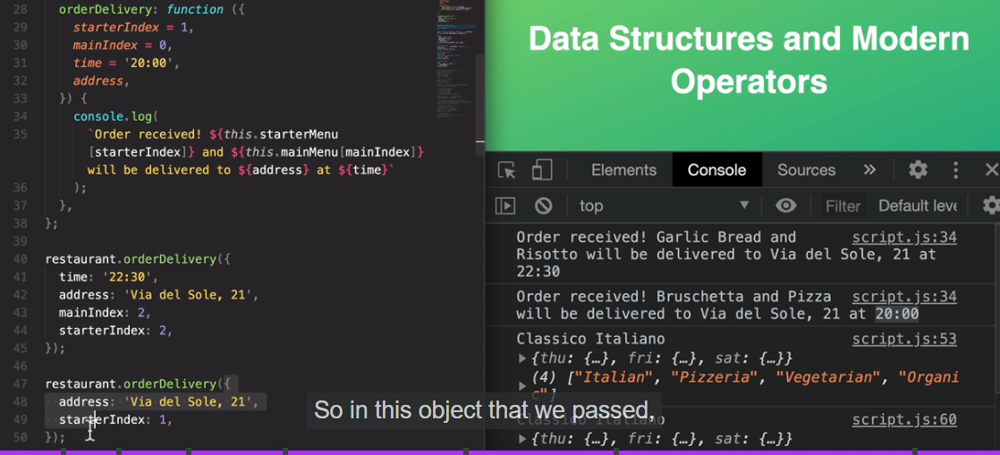 28 orderDelivery: function ({
29 starterIndex = 1,
30 mainIndex = 0,
31 time = '20:00',
32 address,
33 }) {
34 console.log(
35 `Order received! ${this.starterMenu
[starterIndex]} and ${this.mainMenu[mainIndex]}
will be delivered to ${address} at ${time}`
36 );
37 },
38 };
39
40 restaurant.orderDelivery({
41 time: '22:30',
42 address: 'Via del Sole, 21',
43 mainIndex: 2,
44 starterIndex: 2,
45 });
46
47 restaurant.orderDelivery({
48 address: 'Via del Sole, 21',
49 starterIndex: 1,
50 });
Data Structures and Modern
Operators
Elements Console Sources »
top Filter Default leve
Order received! Garlic Bread and script.js:34
Risotto will be delivered to Via del Sole, 21 at
22:30
Order received! Bruschetta and Pizza script.js:34
will be delivered to Via del Sole, 21 at 20:00
Classico Italiano script.js:53
{thu: {…}, fri: {…}, sat: {…}}
(4) ["Italian", "Pizzeria", "Vegetarian", "Organi
c"]
Classico Italiano script.js:60
{thu: {…}, fri: {…}, sat: {…}}
So in this object that we passed,